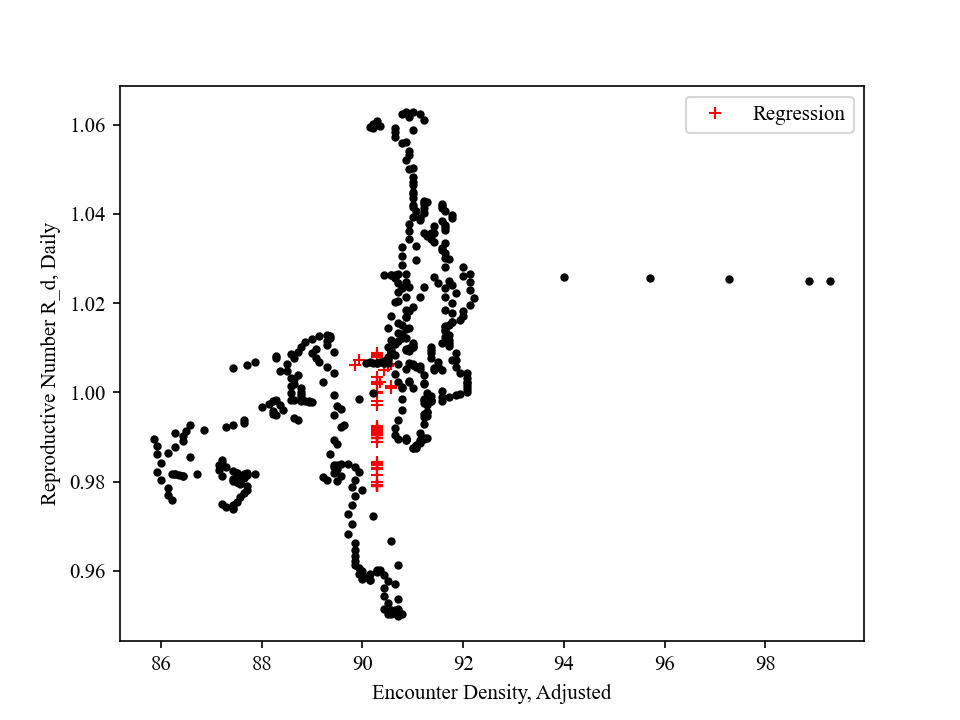 Regression
1.06
1.04
1.02
1.00
0.98
0.96
Reproductive Number R_d, Daily
86 88 90 92 94 96 98
Encounter Density, Adjusted